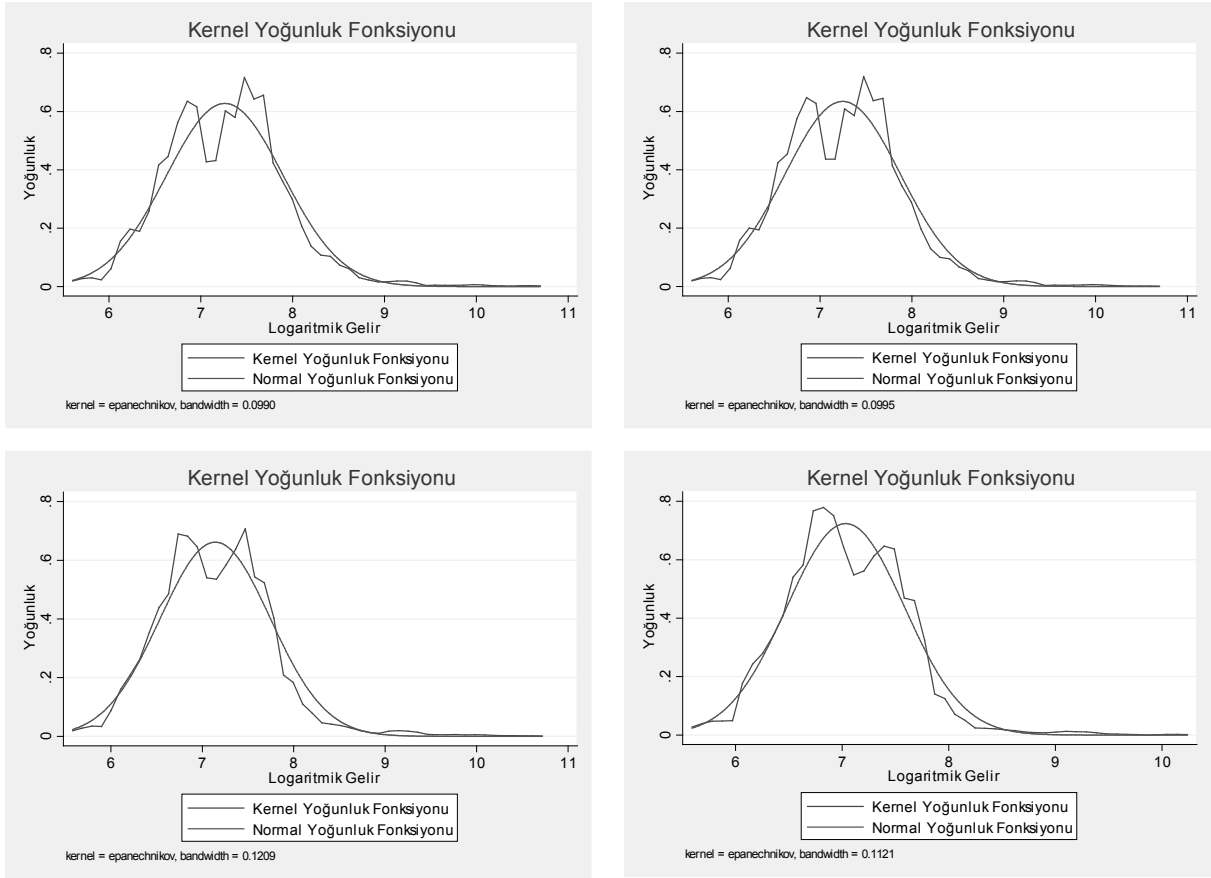 Kernel Yoğunluk Fonksiyonu
.8
.6
.4
.2
0
Yoğunluk
6 7 8 9 10 11
Logaritmik Gelir
Kernel Yoğunluk Fonksiyonu
Normal Yoğunluk Fonksiyonu
kernel = epanechnikov, bandwidth = 0.0990
Kernel Yoğunluk Fonksiyonu
.8
.6
.4
.2
0
Yoğunluk
6 7 8 9 10 11
Logaritmik Gelir
Kernel Yoğunluk Fonksiyonu
Normal Yoğunluk Fonksiyonu
kernel = epanechnikov, bandwidth = 0.0995
Kernel Yoğunluk Fonksiyonu
.8
.6
.4
.2
0
Yoğunluk
6 7 8 9 10 11
Logaritmik Gelir
Kernel Yoğunluk Fonksiyonu
Normal Yoğunluk Fonksiyonu
kernel = epanechnikov, bandwidth = 0.1209
Kernel Yoğunluk Fonksiyonu
.8
.6
.4
.2
0
Yoğunluk
6 7 8 9 10
Logaritmik Gelir
Kernel Yoğunluk Fonksiyonu
Normal Yoğunluk Fonksiyonu
kernel = epanechnikov, bandwidth = 0.1121